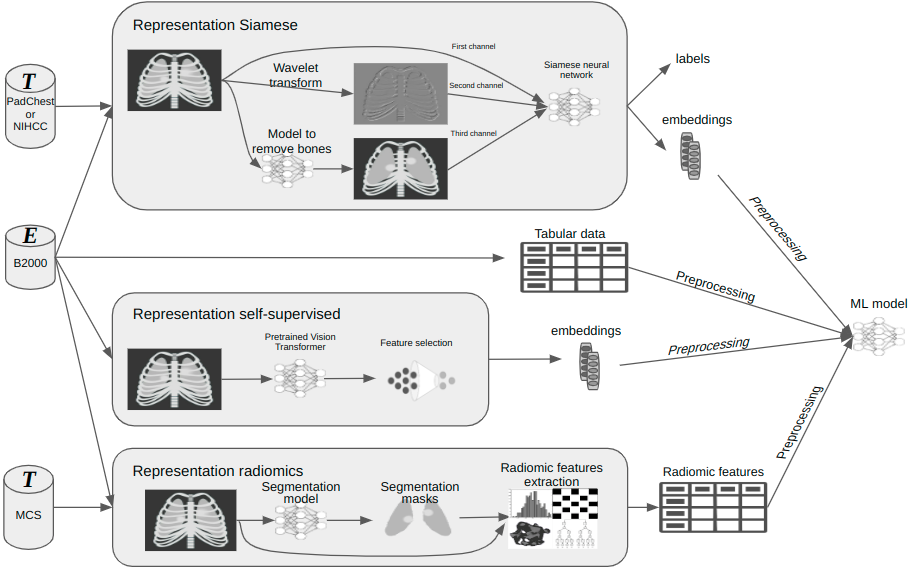 Representation Siamese
First channel
Wavelet
transform
Second channel
Siamese neural
network
Third channel
Model to
remove bones
labels
embeddings
T
PadChest
or
NIHCC
Preprocessing
E
B2000
Tabular data
Preprocessing
ML model
Representation self-supervised
Pretrained Vision
Transformer
Feature selection
embeddings
Preprocessing
Preprocessing
T
MCS
Representation radiomics
Segmentation
model
Segmentation
masks
Radiomic features
extraction
Radiomic features